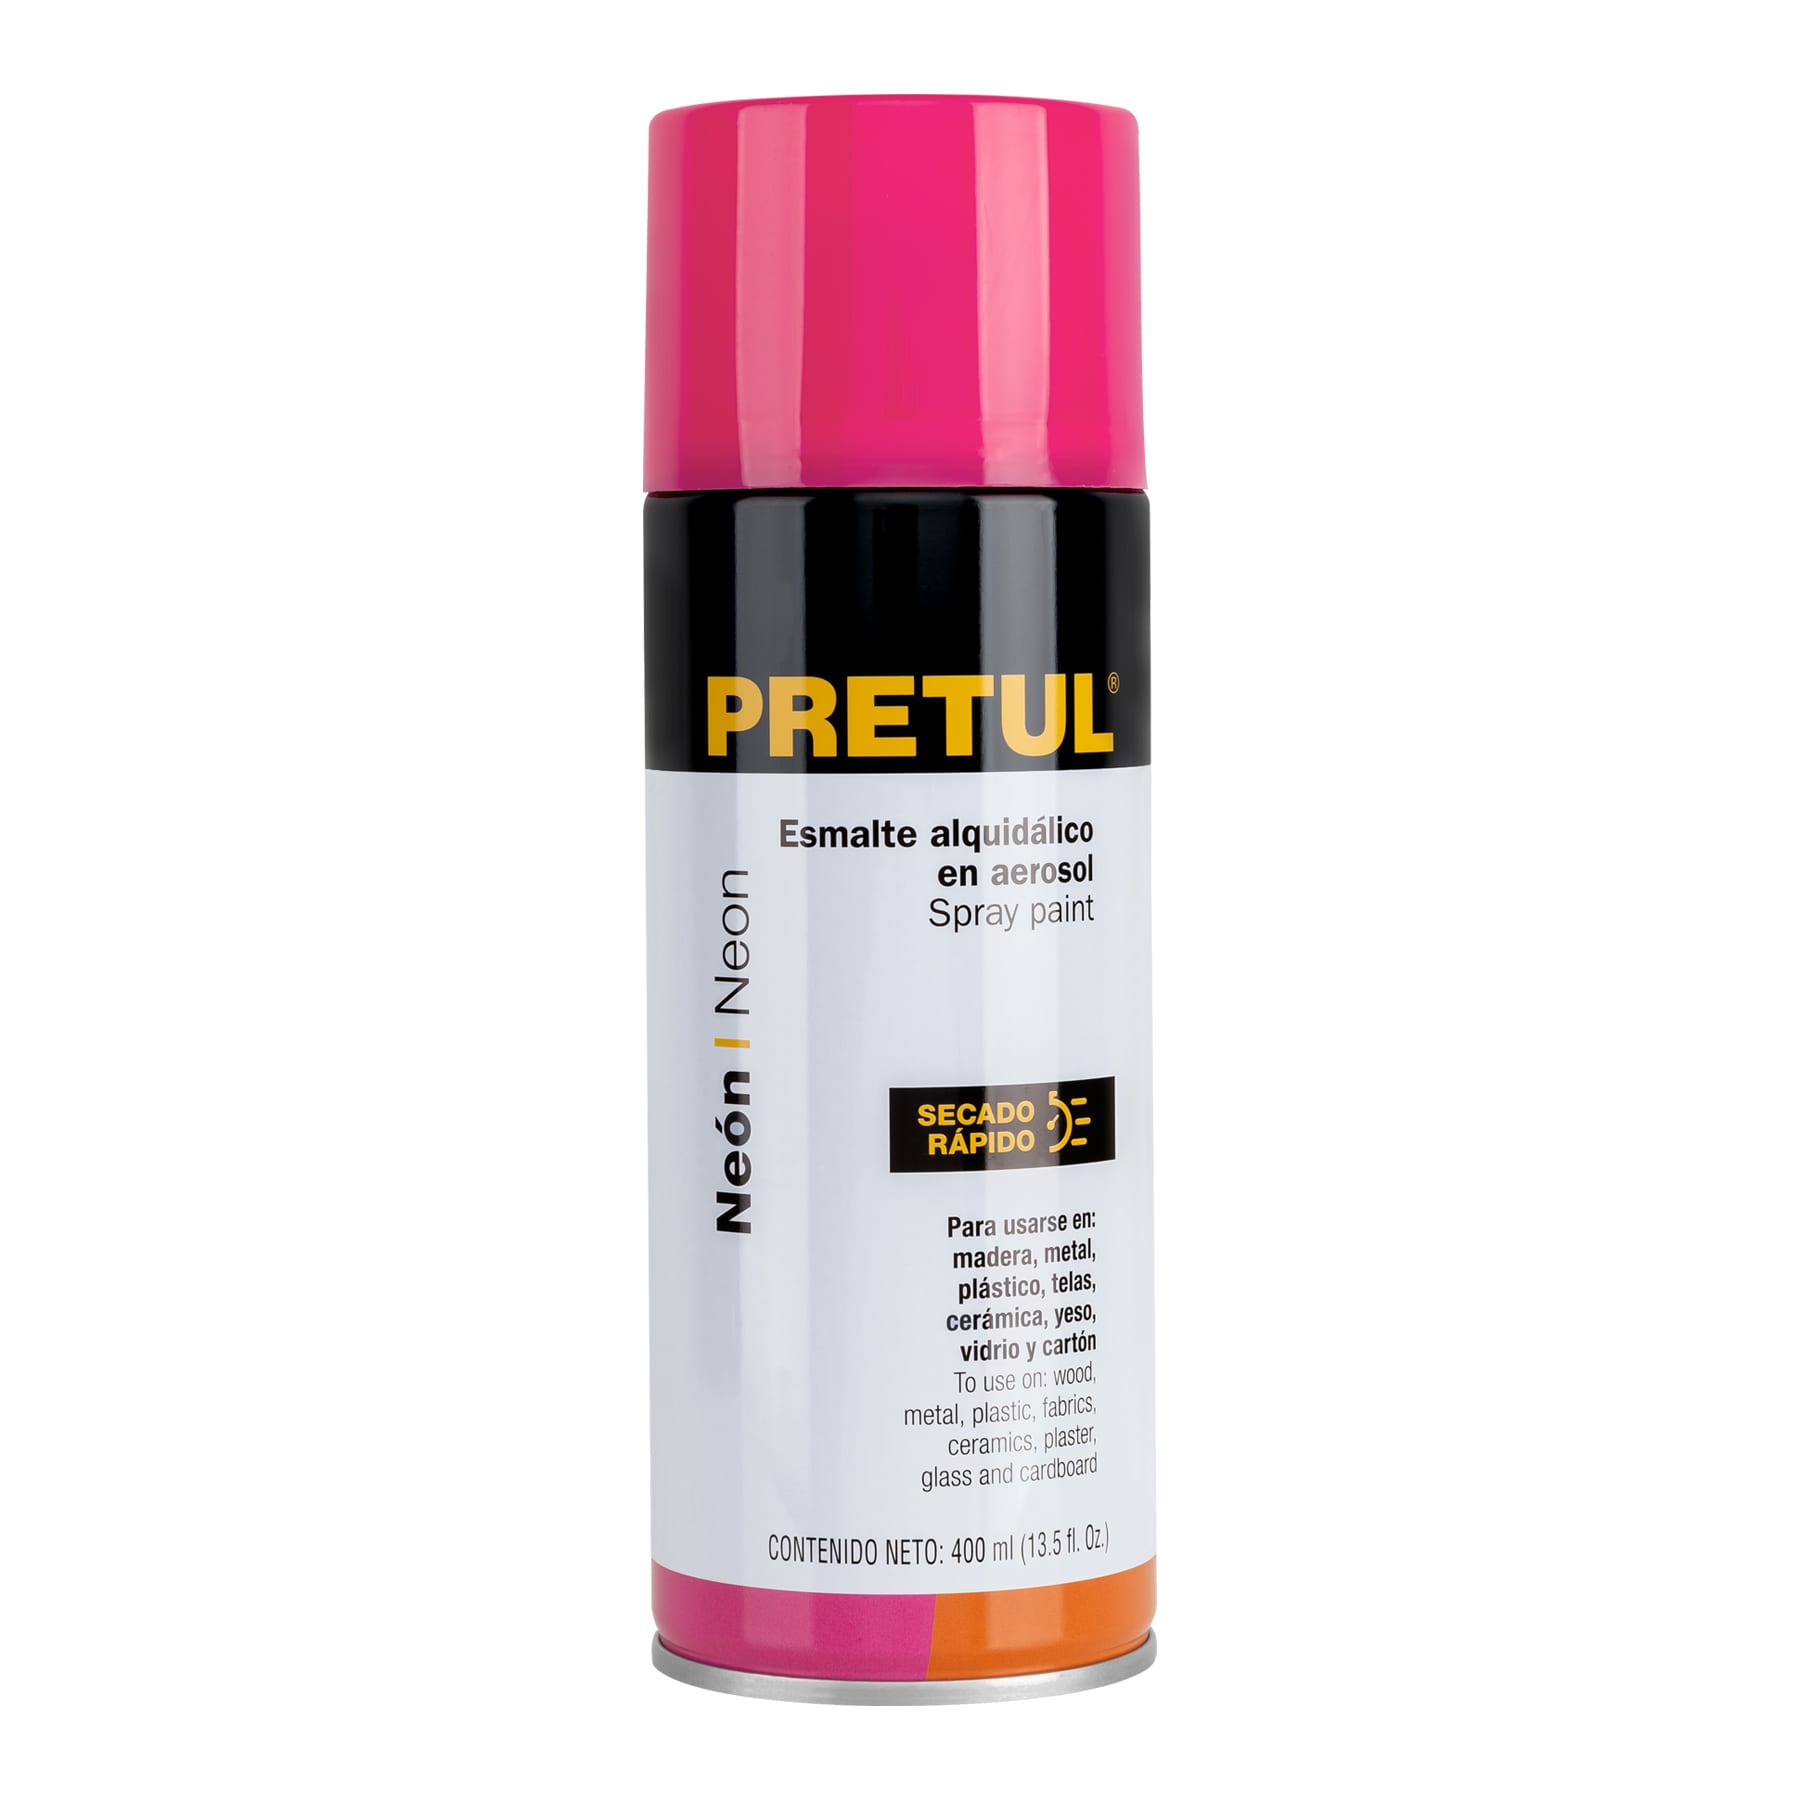 PRETUL®
Esmalte alquidálico
en aerosol
Spray paint
Neón | Neon
SECADO
RÁPIDO
Para usarse en:
madera, metal,
plástico, telas,
cerámica, yeso,
vidrio y cartón
To use on: wood,
metal, plastic, fabrics,
ceramics, plaster,
glass and cardboard
CONTENIDO NETO: 400 ml (13.5 fl. Oz.)